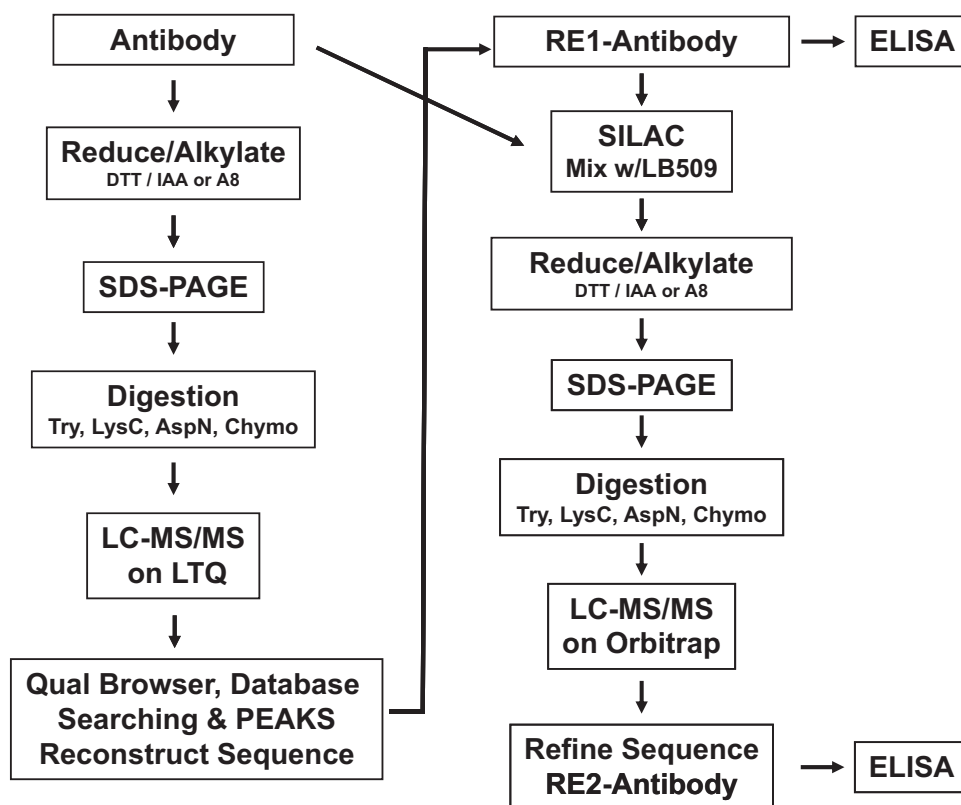 Antibody
Reduce/Alkylate
DTT / IAA or A8
SDS-PAGE
Digestion
Try, LysC, AspN, Chymo
LC-MS/MS
on LTQ
Qual Browser, Database
Searching & PEAKS
Reconstruct Sequence
RE1-Antibody
ELISA
SILAC
Mix w/LB509
Reduce/Alkylate
DTT / IAA or A8
SDS-PAGE
Digestion
Try, LysC, AspN, Chymo
LC-MS/MS
on Orbitrap
Refine Sequence
RE2-Antibody
ELISA